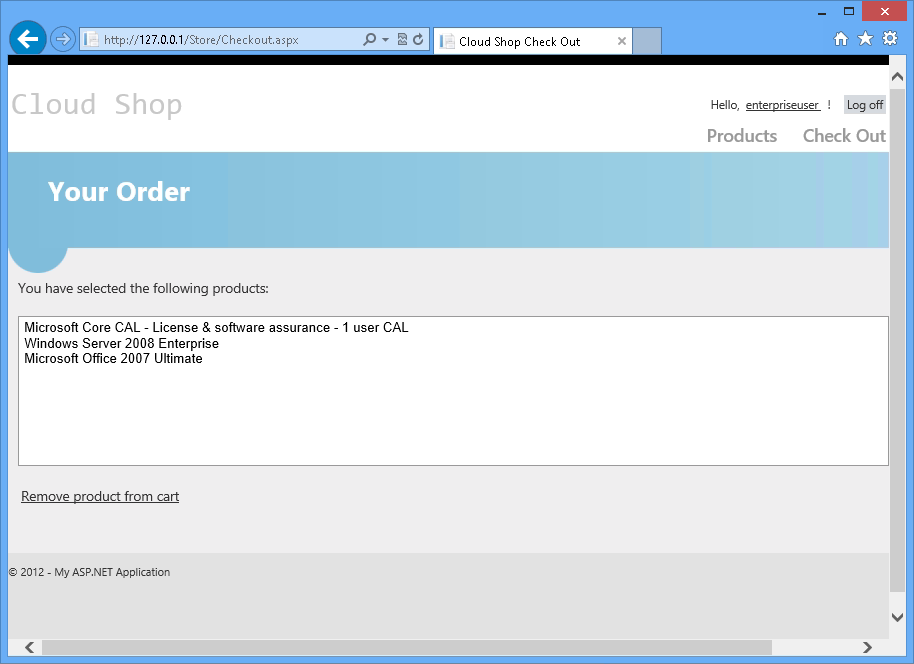 http://127.0.0.1/Store/Checkout.aspx
Cloud Shop Check Out
Cloud Shop
Hello, enterpriseuser !
Log off
Products
Check Out
Your Order
You have selected the following products:
Microsoft Core CAL - License & software assurance - 1 user CAL
Windows Server 2008 Enterprise
Microsoft Office 2007 Ultimate
Remove product from cart
© 2012 - My ASP.NET Application